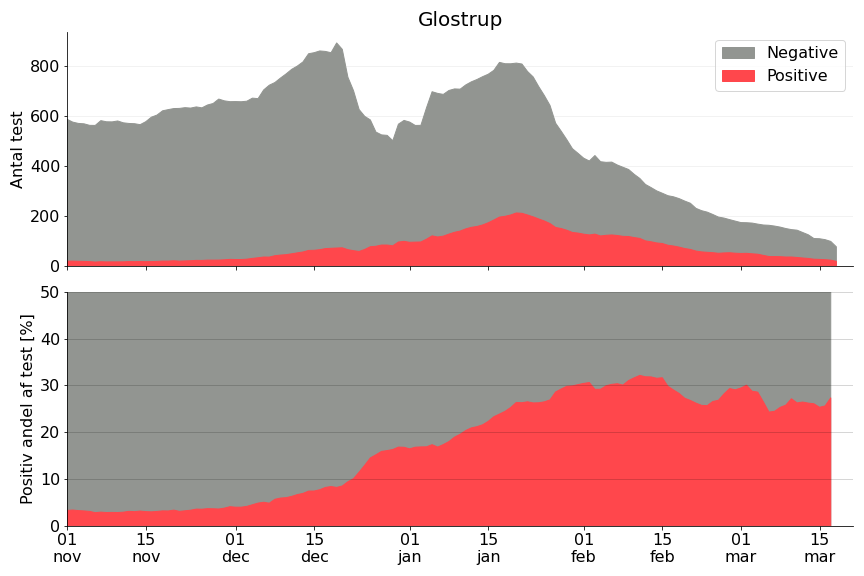 Glostrup
Negative
Positive
Antal test
800
600
400
200
0
Positiv andel af test [%]
50
40
30
20
10
0
01 15 01 15 01 15 01 15 01 15
nov nov dec dec jan jan feb feb mar mar